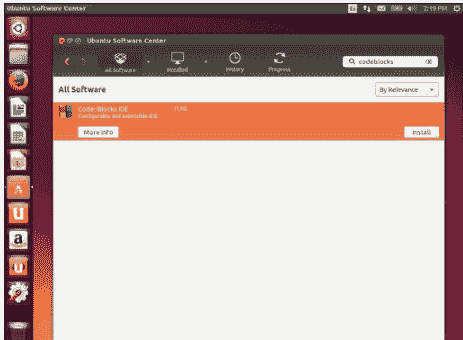 Ubuntu Software Center
2:19 PM
Ubuntu Software Center
All Software
Installed
History
Progress
codeblocks
All Software
By Relevance
Code::Blocks IDE
Configurable and extensible IDE
More Info
Install